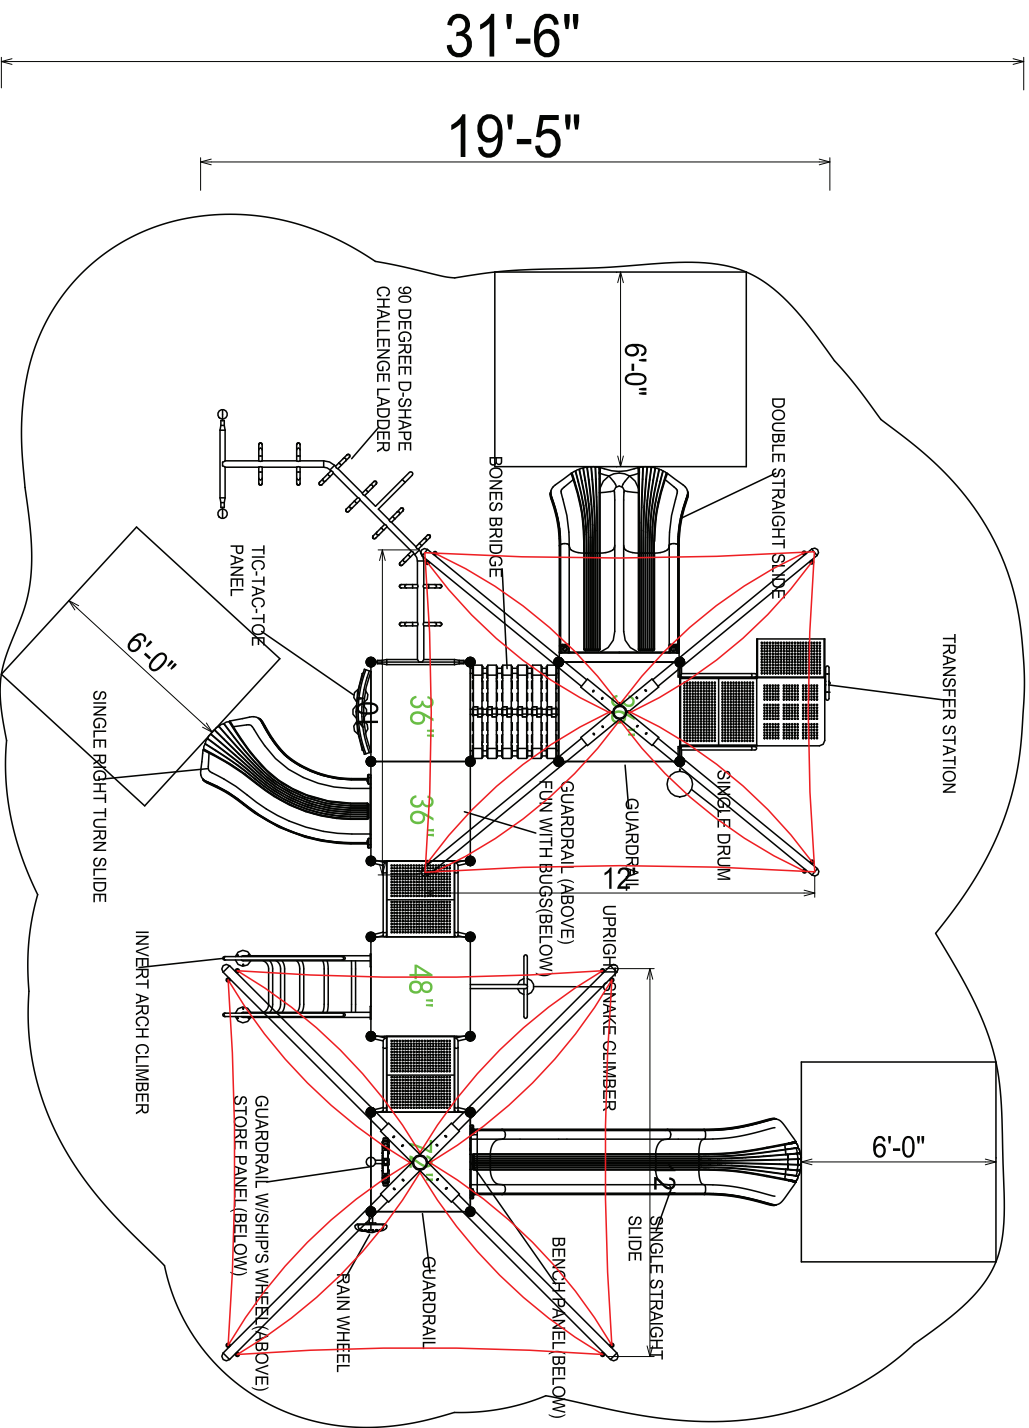 31'-6"
19'-5"
90 DEGREE D-SHAPE
CHALLENGE LADDER
6'-0"
DOUBLE STRAIGHT SLIDE
BONES BRIDGE
TIC-TAC-TOE
PANEL
6'-0"
TRANSFER STATION
SINGLE RIGHT TURN SLIDE
36"
10'
36"
SINGLE DRUM
GUARDRAIL
GUARDRAIL (ABOVE)
FUN WITH BUGS(BELOW)
12'
INVERT ARCH CLIMBER
48"
SNAKE CLIMBER
6'-0"
GUARDRAIL W/SHIP'S WHEEL(ABOVE)
STORE PANEL(BELOW)
SINGLE STRAIGHT
SLIDE
BENCH PANEL(BELOW)
GUARDRAIL
RAIN WHEEL